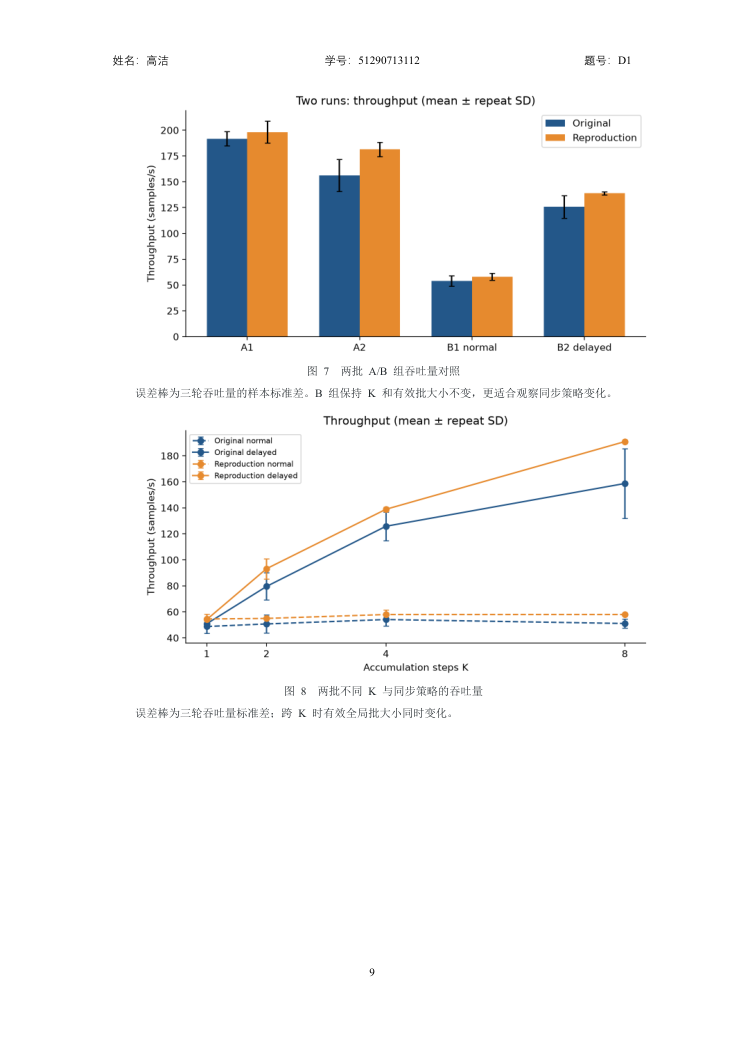 姓名：高洁 学号：51290713112 题号：D1
Two runs: throughput (mean ± repeat SD)
Original
Reproduction
Throughput (samples/s)
200
175
150
125
100
75
50
25
0
A1 A2 B1 normal B2 delayed
图 7 两批 A/B 组吞吐量对照
误差棒为三轮吞吐量的样本标准差。B 组保持 K 和有效批大小不变，更适合观察同步策略变化。
Throughput (mean ± repeat SD)
Original normal
Original delayed
Reproduction normal
Reproduction delayed
Throughput (samples/s)
180
160
140
120
100
80
60
40
1 2 4 8
Accumulation steps K
图 8 两批不同 K 与同步策略的吞吐量
误差棒为三轮吞吐量标准差；跨 K 时有效全局批大小同时变化。
9